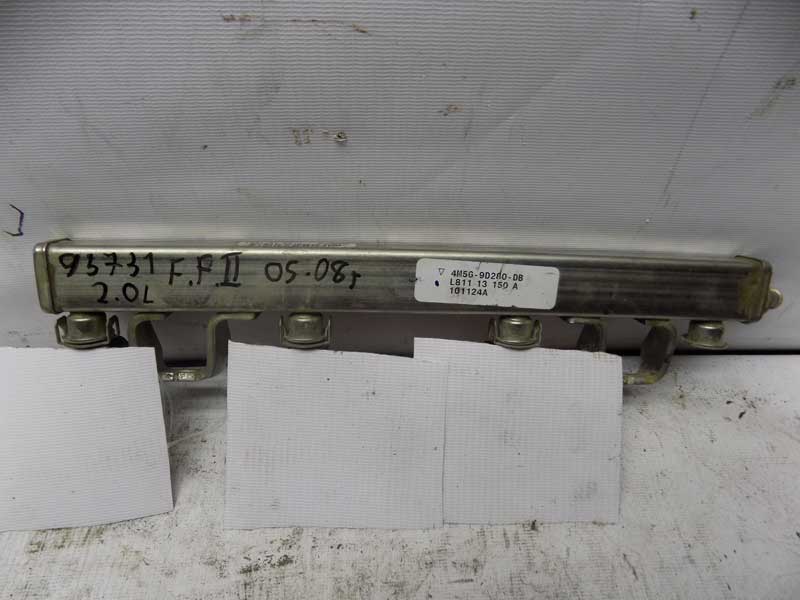 93731 F.F.II 05-08г
2.0L
4M5G-9D280-DB
L811 13 150 A
101124A